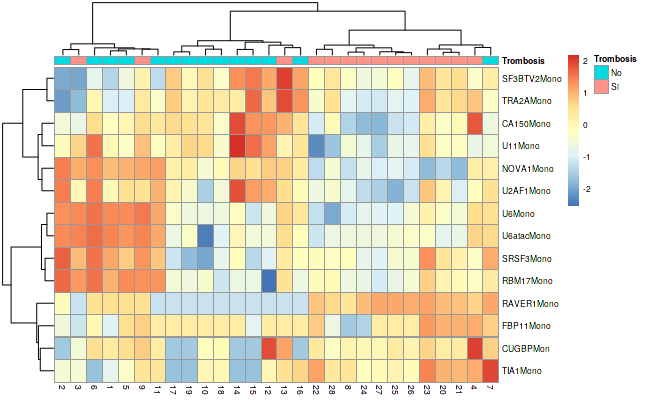 Trombosis
SF3BTV2Mono
TRA2AMono
CA150Mono
U11Mono
NOVA1Mono
U2AF1Mono
U6Mono
U6atacMono
SRSF3Mono
RBM17Mono
RAVER1Mono
FBP11Mono
CUGBPMon
TIA1Mono
2 3 6 1 5 9 11 17 19 10 18 14 15 12 13 16 22 28 8 24 27 25 26 23 20 21 4 7
2
1
0
-1
-2
Trombosis
No
SI